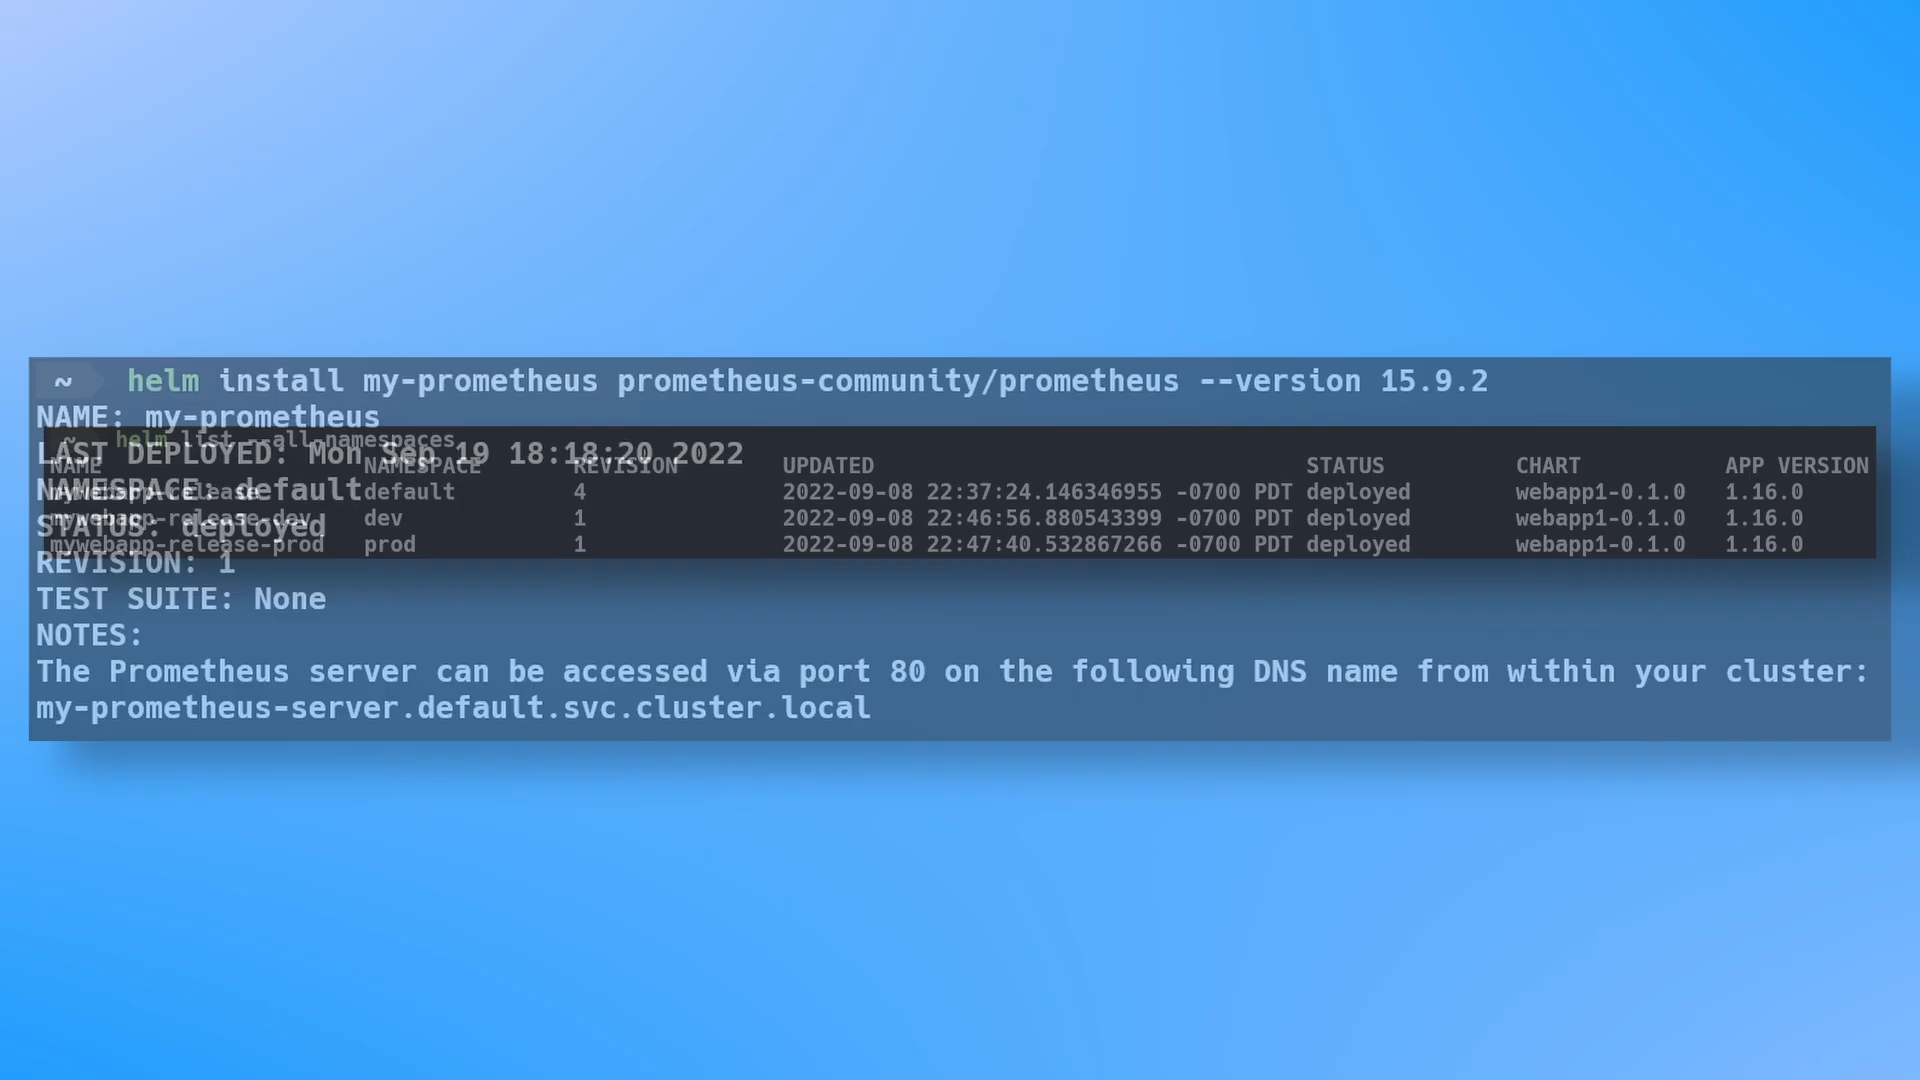 ~ helm install my-prometheus prometheus-community/prometheus --version 15.9.2
NAME: my-prometheus
LAST DEPLOYED: Mon Sep 19 18:18:20 2022
NAMESPACE: default
STATUS: deployed
REVISION: 1
TEST SUITE: None
NOTES:
The Prometheus server can be accessed via port 80 on the following DNS name from within your cluster:
my-prometheus-server.default.svc.cluster.local
~ helm list --all-namespaces
NAME NAMESPACE REVISION UPDATED STATUS CHART APP VERSION
mywebapp-release default 4 2022-09-08 22:37:24.146346955 -0700 PDT deployed webapp1-0.1.0 1.16.0
mywebapp-release-dev dev 1 2022-09-08 22:46:56.880543399 -0700 PDT deployed webapp1-0.1.0 1.16.0
mywebapp-release-prod prod 1 2022-09-08 22:47:40.532867266 -0700 PDT deployed webapp1-0.1.0 1.16.0